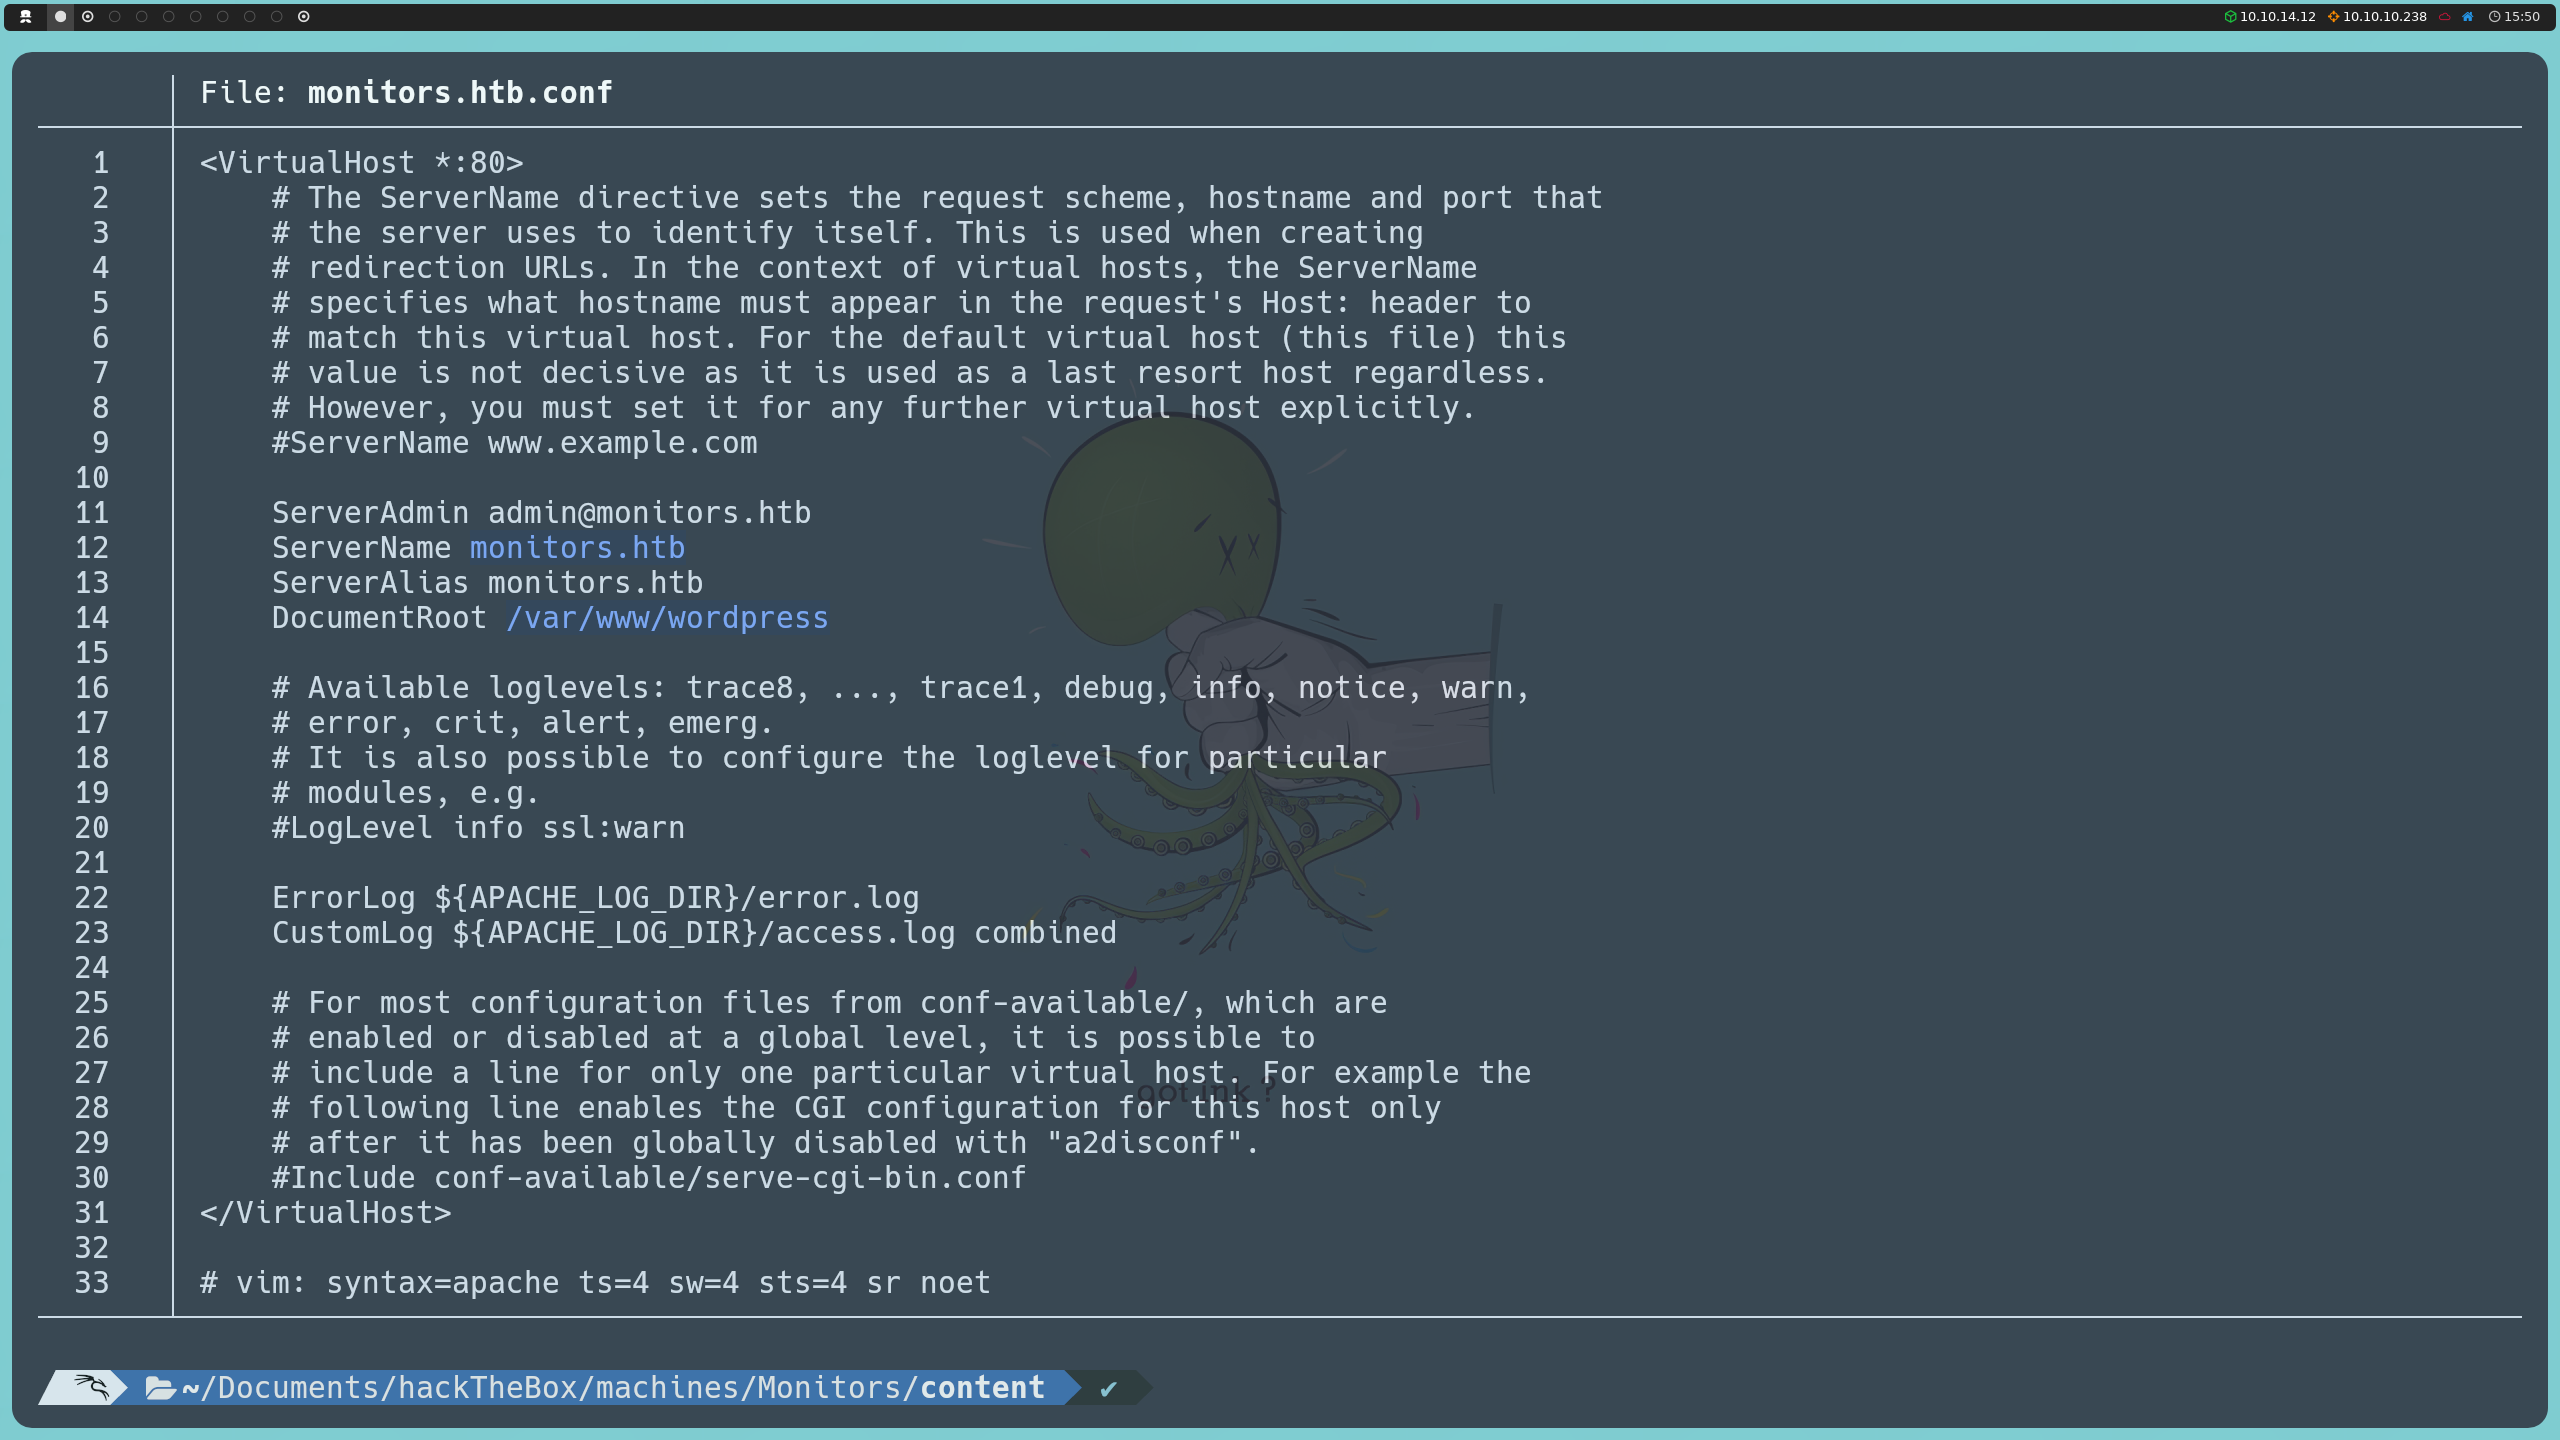 10.10.14.12 10.10.10.238 15:50
File: monitors.htb.conf
1 <VirtualHost *:80>
2 # The ServerName directive sets the request scheme, hostname and port that
3 # the server uses to identify itself. This is used when creating
4 # redirection URLs. In the context of virtual hosts, the ServerName
5 # specifies what hostname must appear in the request's Host: header to
6 # match this virtual host. For the default virtual host (this file) this
7 # value is not decisive as it is used as a last resort host regardless.
8 # However, you must set it for any further virtual host explicitly.
9 #ServerName www.example.com
10
11 ServerAdmin admin@monitors.htb
12 ServerName monitors.htb
13 ServerAlias monitors.htb
14 DocumentRoot /var/www/wordpress
15
16 # Available loglevels: trace8, ..., trace1, debug, info, notice, warn,
17 # error, crit, alert, emerg.
18 # It is also possible to configure the loglevel for particular
19 # modules, e.g.
20 #LogLevel info ssl:warn
21
22 ErrorLog ${APACHE_LOG_DIR}/error.log
23 CustomLog ${APACHE_LOG_DIR}/access.log combined
24
25 # For most configuration files from conf-available/, which are
26 # enabled or disabled at a global level, it is possible to
27 # include a line for only one particular virtual host. For example the
28 # following line enables the CGI configuration for this host only
29 # after it has been globally disabled with "a2disconf".
30 #Include conf-available/serve-cgi-bin.conf
31 </VirtualHost>
32
33 # vim: syntax=apache ts=4 sw=4 sts=4 sr noet
got ink ?
~/Documents/hackTheBox/machines/Monitors/content ✔